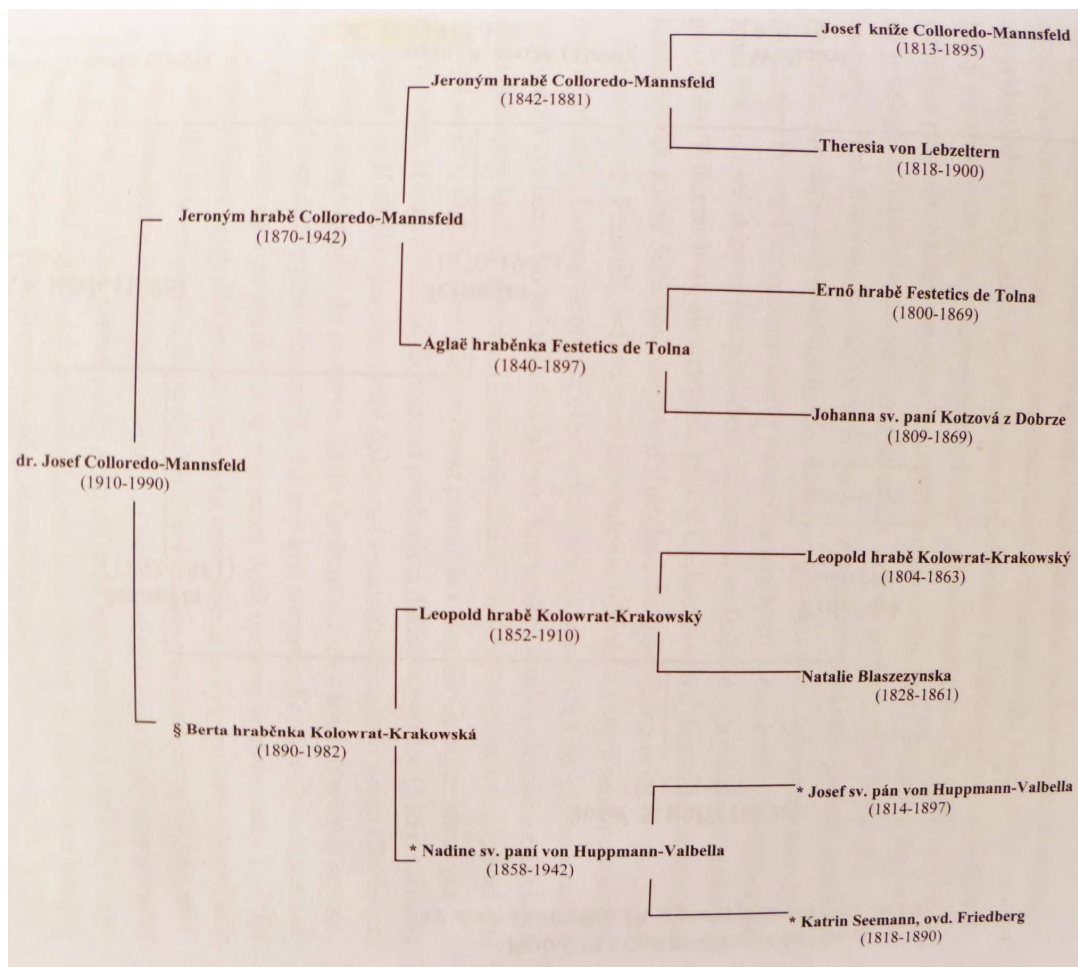 Josef kníže Colloredo-Mannsfeld
(1813-1895)
Jeroným hrabě Colloredo-Mannsfeld
(1842-1881)
Theresia von Lebzeltern
(1818-1900)
Jeroným hrabě Colloredo-Mannsfeld
(1870-1942)
Ernő hrabě Festetics de Tolna
(1800-1869)
Aglaë hraběnka Festetics de Tolna
(1840-1897)
Johanna sv. paní Kotzová z Dobrze
(1809-1869)
dr. Josef Colloredo-Mannsfeld
(1910-1990)
Leopold hrabě Kolowrat-Krakowský
(1804-1863)
Leopold hrabě Kolowrat-Krakowský
(1852-1910)
Natalie Blaszezynska
(1828-1861)
§ Berta hraběnka Kolowrat-Krakowská
(1890-1982)
* Josef sv. pán von Huppmann-Valbella
(1814-1897)
* Nadine sv. paní von Huppmann-Valbella
(1858-1942)
* Katrin Seemann, ovd. Friedberg
(1818-1890)